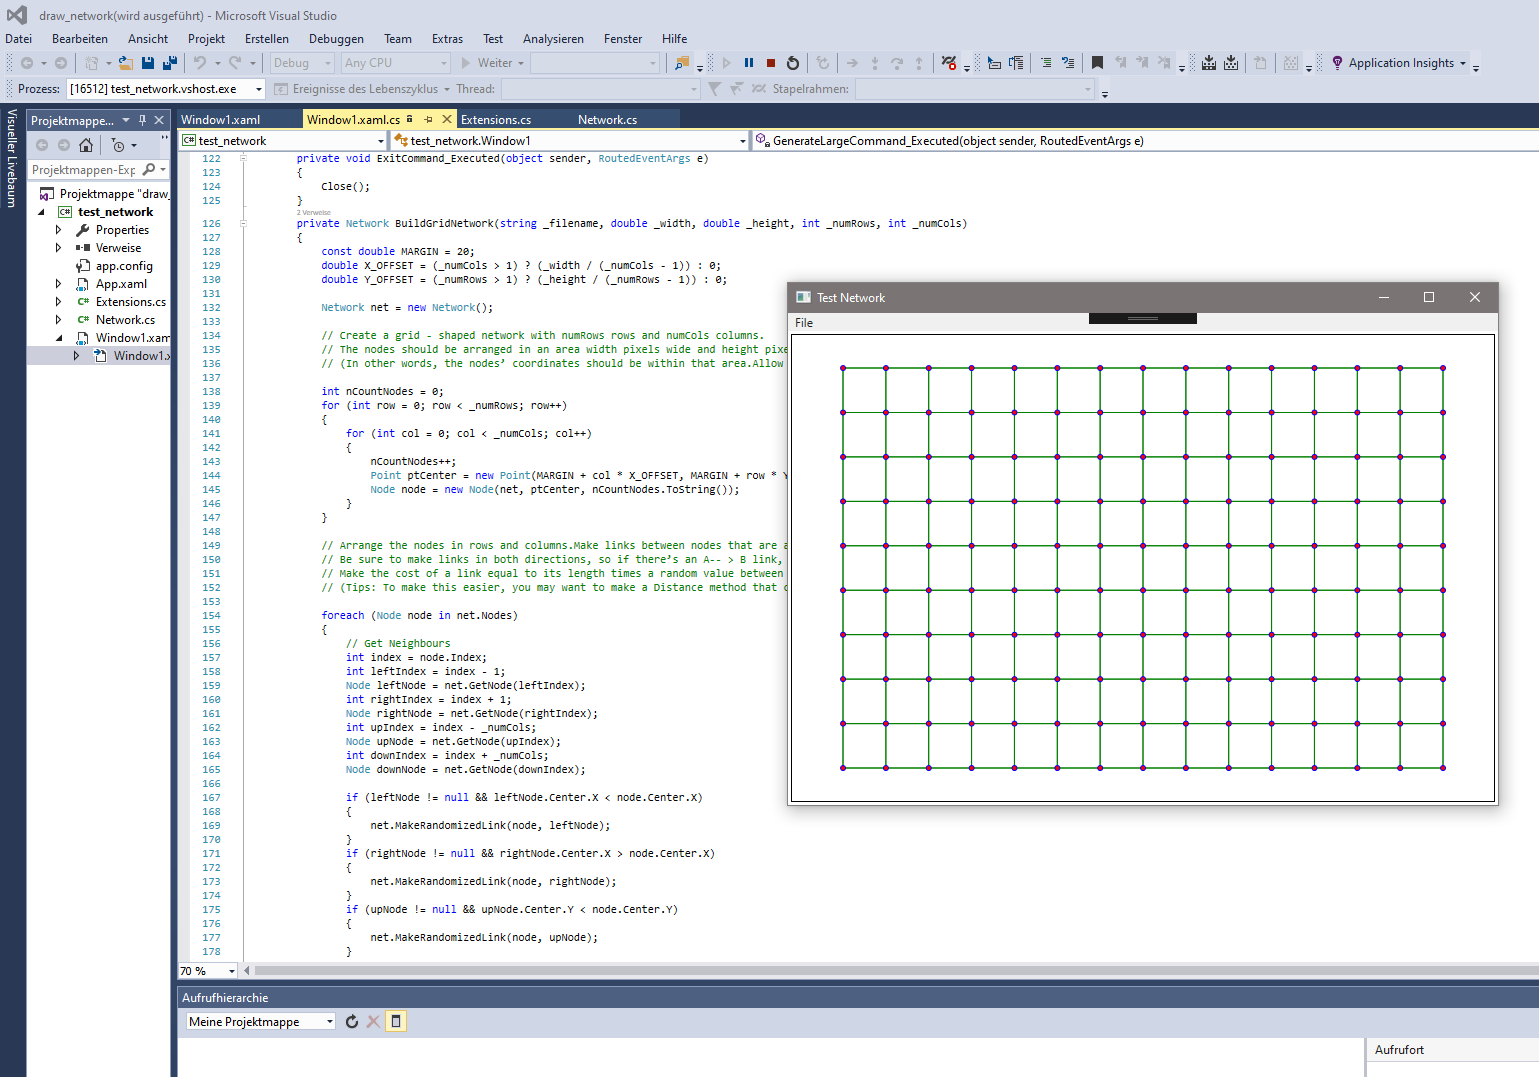 draw_network(wird ausgeführt) - Microsoft Visual Studio
Datei Bearbeiten Ansicht Projekt Erstellen Debuggen Team Extras Test Analysieren Fenster Hilfe
Debug Any CPU Weiter Application Insights
Prozess: [16512] test_network.vshost.exe Ereignisse des Lebenszyklus Thread: Stapelrahmen:
Visueller Livebaum
Projektmappe...
Projektmappen-Exp
Projektmappe "draw_
test_network
Properties
Verweise
app.config
App.xaml
Extensions.cs
Network.cs
Window1.xam
Window1.x
Window1.xaml Window1.xaml.cs Extensions.cs Network.cs
test_network test_network.Window1 GenerateLargeCommand_Executed(object sender, RoutedEventArgs e)
122 private void ExitCommand_Executed(object sender, RoutedEventArgs e)
123 {
124 Close();
125 }
2 Verweise
126 private Network BuildGridNetwork(string _filename, double _width, double _height, int _numRows, int _numCols)
127 {
128 const double MARGIN = 20;
129 double X_OFFSET = (_numCols > 1) ? (_width / (_numCols - 1)) : 0;
130 double Y_OFFSET = (_numRows > 1) ? (_height / (_numRows - 1)) : 0;
131
132 Network net = new Network();
133
134 // Create a grid - shaped network with numRows rows and numCols columns.
135 // The nodes should be arranged in an area width pixels wide and height pixe
136 // (In other words, the nodes’ coordinates should be within that area.Allow
137
138 int nCountNodes = 0;
139 for (int row = 0; row < _numRows; row++)
140 {
141 for (int col = 0; col < _numCols; col++)
142 {
143 nCountNodes++;
144 Point ptCenter = new Point(MARGIN + col * X_OFFSET, MARGIN + row * Y
145 Node node = new Node(net, ptCenter, nCountNodes.ToString());
146 }
147 }
148
149 // Arrange the nodes in rows and columns.Make links between nodes that are a
150 // Be sure to make links in both directions, so if there’s an A-- > B link,
151 // Make the cost of a link equal to its length times a random value between
152 // (Tips: To make this easier, you may want to make a Distance method that c
153
154 foreach (Node node in net.Nodes)
155 {
156 // Get Neighbours
157 int index = node.Index;
158 int leftIndex = index - 1;
159 Node leftNode = net.GetNode(leftIndex);
160 int rightIndex = index + 1;
161 Node rightNode = net.GetNode(rightIndex);
162 int upIndex = index - _numCols;
163 Node upNode = net.GetNode(upIndex);
164 int downIndex = index + _numCols;
165 Node downNode = net.GetNode(downIndex);
166
167 if (leftNode != null && leftNode.Center.X < node.Center.X)
168 {
169 net.MakeRandomizedLink(node, leftNode);
170 }
171 if (rightNode != null && rightNode.Center.X > node.Center.X)
172 {
173 net.MakeRandomizedLink(node, rightNode);
174 }
175 if (upNode != null && upNode.Center.Y < node.Center.Y)
176 {
177 net.MakeRandomizedLink(node, upNode);
178 }
70 %
Test Network
File
Aufrufhierarchie
Meine Projektmappe
Aufrufort